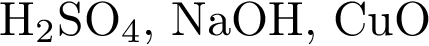 H₂SO₄, NaOH, CuO